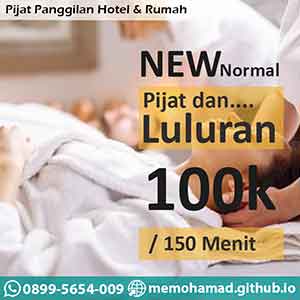 Pijat Panggilan Hotel & Rumah
NEW Normal
Pijat dan....
Luluran
100k
/ 150 Menit
0899-5654-009 memohamad.github.io